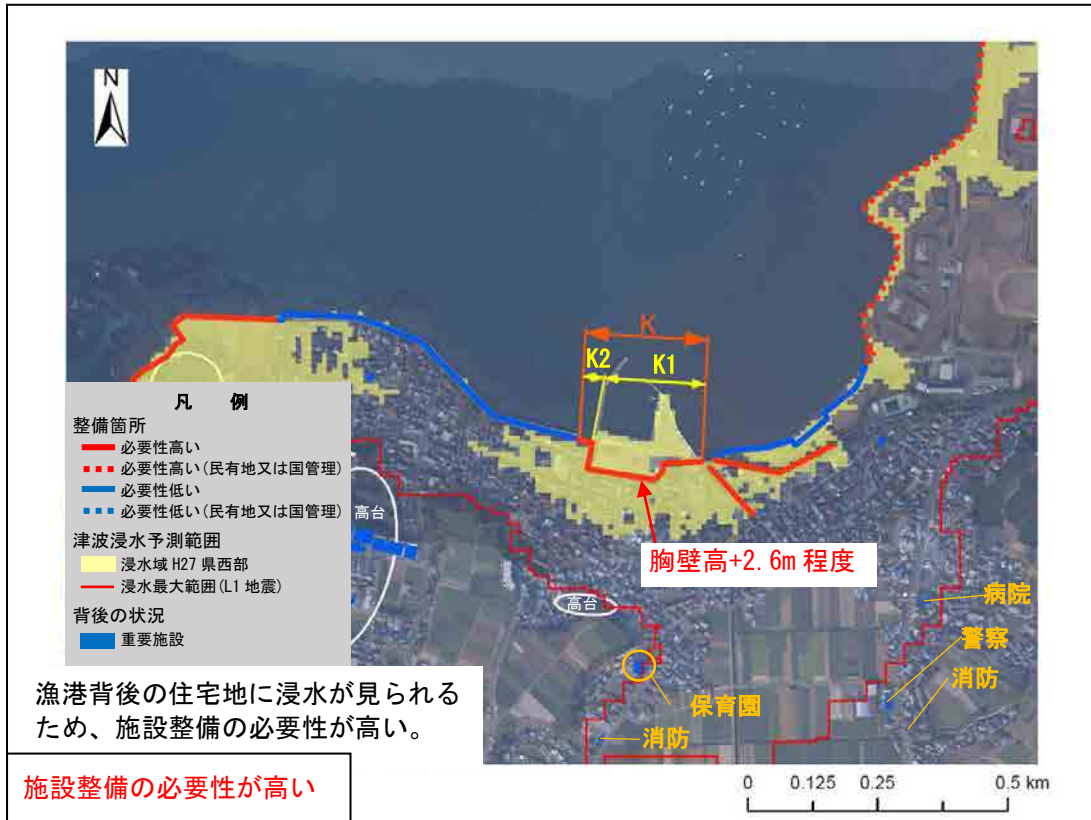 N
K
K2
K1
凡 例
整備箇所
必要性高い
必要性高い(民有地又は国管理)
必要性低い
必要性低い(民有地又は国管理)
津波浸水予測範囲
浸水域 H27 県西部
浸水最大範囲(L1 地震)
背後の状況
重要施設
高台
高台
胸壁高+2.6m 程度
病院
警察
消防
保育園
消防
漁港背後の住宅地に浸水が見られる
ため、施設整備の必要性が高い。
施設整備の必要性が高い
0 0.125 0.25 0.5 km